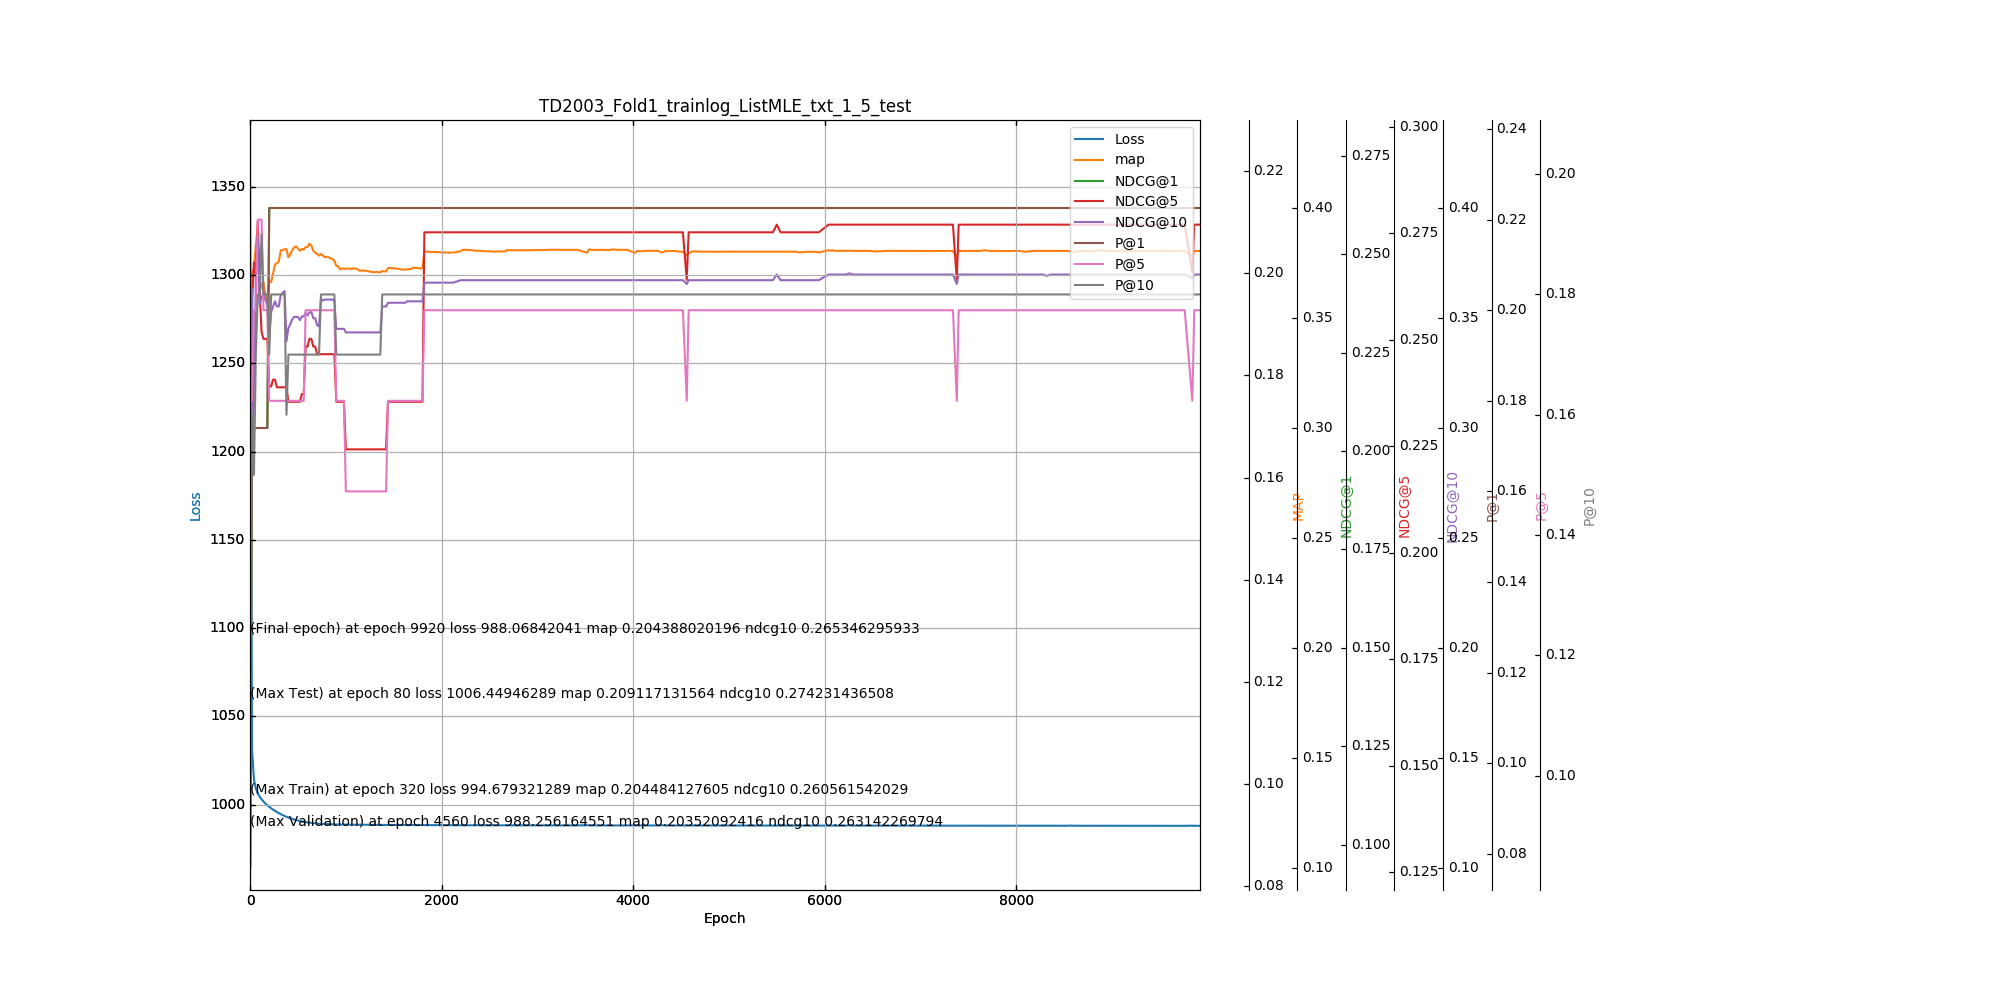 TD2003_Fold1_trainlog_ListMLE_txt_1_5_test
Loss
map
NDCG@1
NDCG@5
NDCG@10
P@1
P@5
P@10
1350
1300
1250
1200
1150
1100
1050
1000
Loss
(Final epoch) at epoch 9920 loss 988.06842041 map 0.204388020196 ndcg10 0.265346295933
(Max Test) at epoch 80 loss 1006.44946289 map 0.209117131564 ndcg10 0.274231436508
(Max Train) at epoch 320 loss 994.679321289 map 0.204484127605 ndcg10 0.260561542029
(Max Validation) at epoch 4560 loss 988.256164551 map 0.20352092416 ndcg10 0.263142269794
0 2000 4000 6000 8000
Epoch
0.22
0.20
0.18
0.16
0.14
0.12
0.10
0.08
MAP
0.40
0.35
0.30
0.25
0.20
0.15
0.10
NDCG@1
0.275
0.250
0.225
0.200
0.175
0.150
0.125
0.100
NDCG@5
0.300
0.275
0.250
0.225
0.200
0.175
0.150
0.125
NDCG@10
0.40
0.35
0.30
0.25
0.20
0.15
0.10
P@1
0.24
0.22
0.20
0.18
0.16
0.14
0.12
0.10
0.08
P@5
0.20
0.18
0.16
0.14
0.12
0.10
P@10